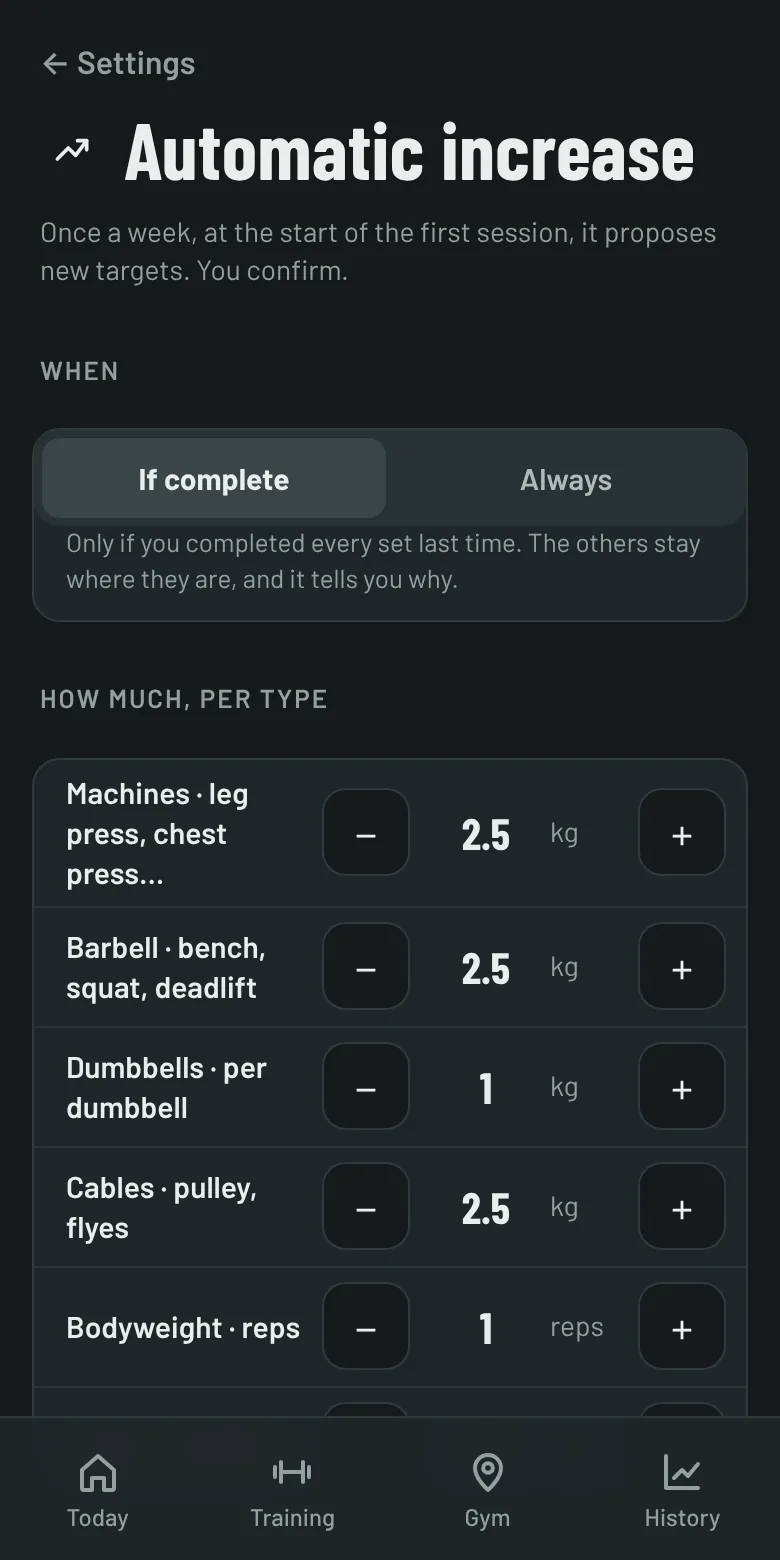 ← Settings
Automatic increase
Once a week, at the start of the first session, it proposes
new targets. You confirm.
WHEN
If complete
Always
Only if you completed every set last time. The others stay
where they are, and it tells you why.
HOW MUCH, PER TYPE
Machines · leg
press, chest
press...
− 2.5 kg +
Barbell · bench,
squat, deadlift
− 2.5 kg +
Dumbbells · per
dumbbell
− 1 kg +
Cables · pulley,
flyes
− 2.5 kg +
Bodyweight · reps − 1 reps +
Today
Training
Gym
History